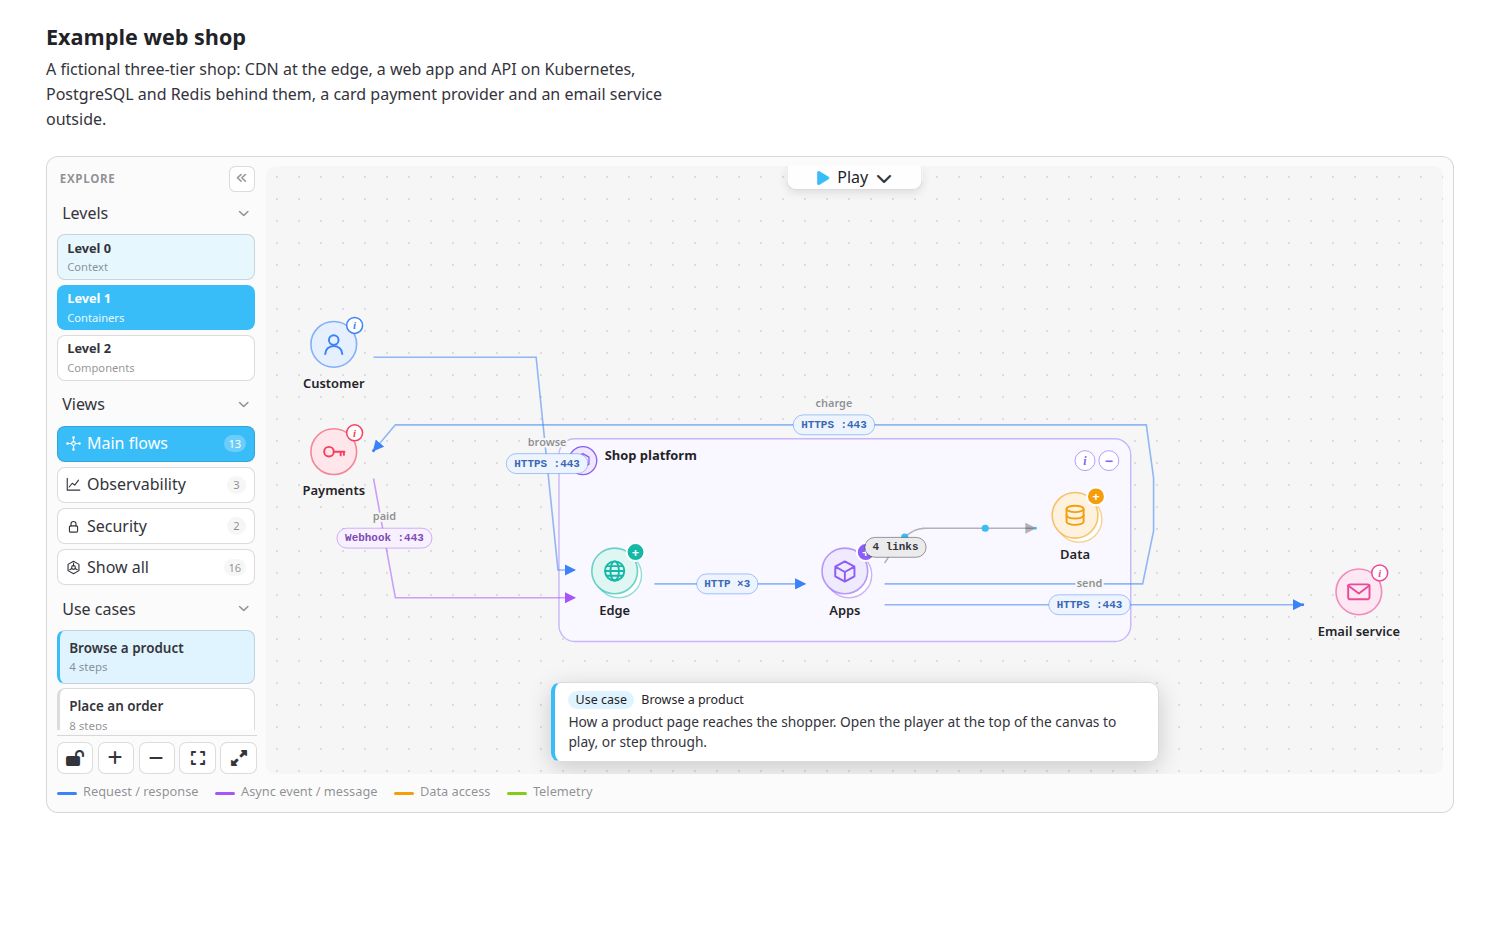 Example web shop
A fictional three-tier shop: CDN at the edge, a web app and API on Kubernetes,
PostgreSQL and Redis behind them, a card payment provider and an email service
outside.
EXPLORE
Levels
Level 0
Context
Level 1
Containers
Level 2
Components
Views
Main flows 13
Observability 3
Security 2
Show all 16
Use cases
Browse a product
4 steps
Place an order
8 steps
Play
i
Customer
charge
HTTPS :443
i
Payments
browse
HTTPS :443
Shop platform
i
paid
Webhook :443
Edge
HTTP ×3
4 links
Apps
Data
send
HTTPS :443
i
Email service
Use case Browse a product
How a product page reaches the shopper. Open the player at the top of the canvas to
play, or step through.
Request / response
Async event / message
Data access
Telemetry